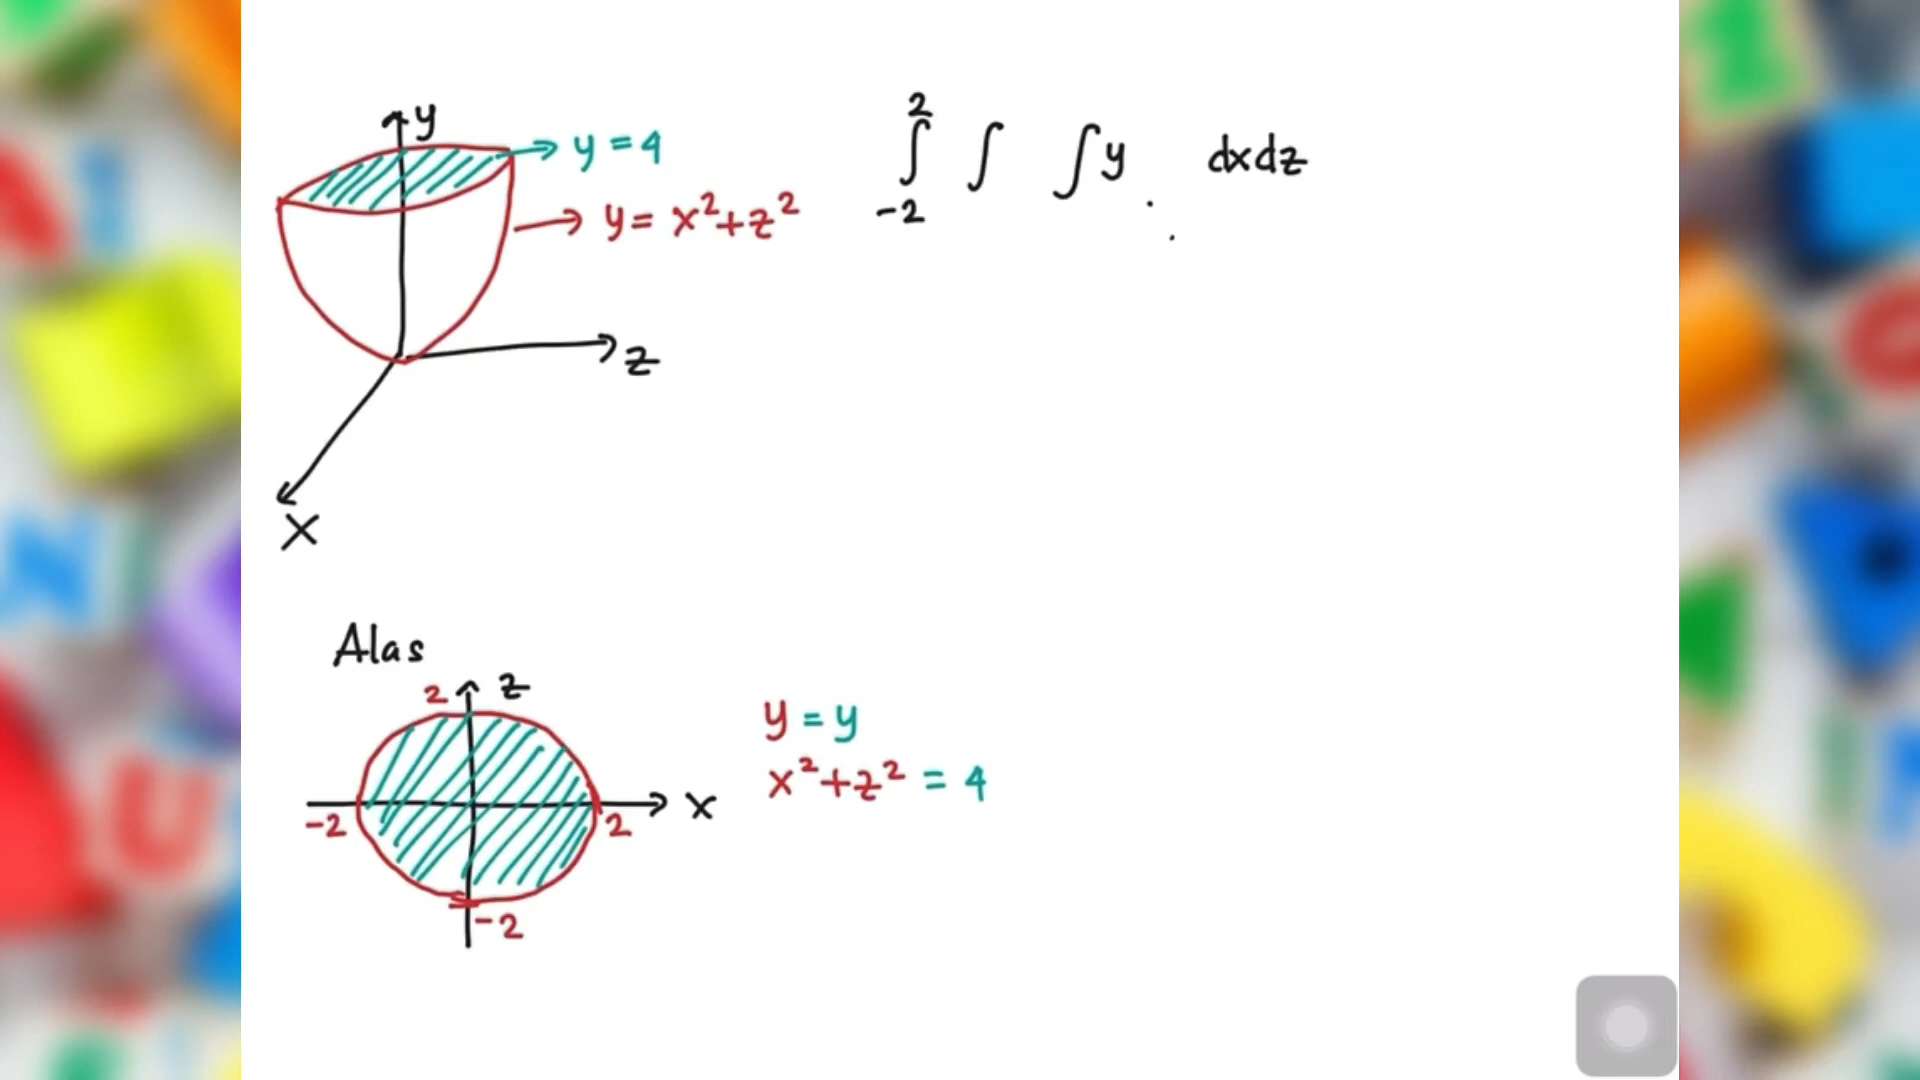 y
y = 4
y = x²+z²
z
x
2
∫ ∫ ∫ y dxdz
-2
Alas
2 z
-2 2 x
-2
y = y
x²+z² = 4